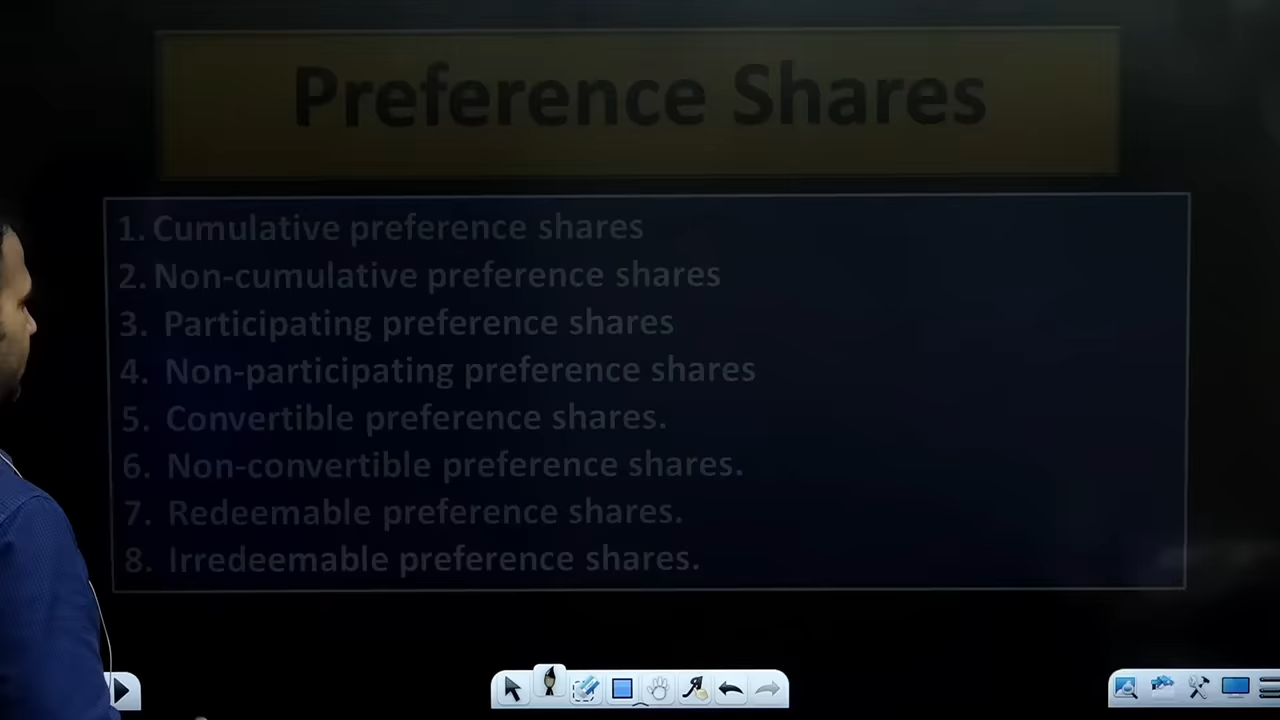 Preference Shares
1. Cumulative preference shares
2. Non-cumulative preference shares
3. Participating preference shares
4. Non-participating preference shares
5. Convertible preference shares.
6. Non-convertible preference shares.
7. Redeemable preference shares.
8. Irredeemable preference shares.